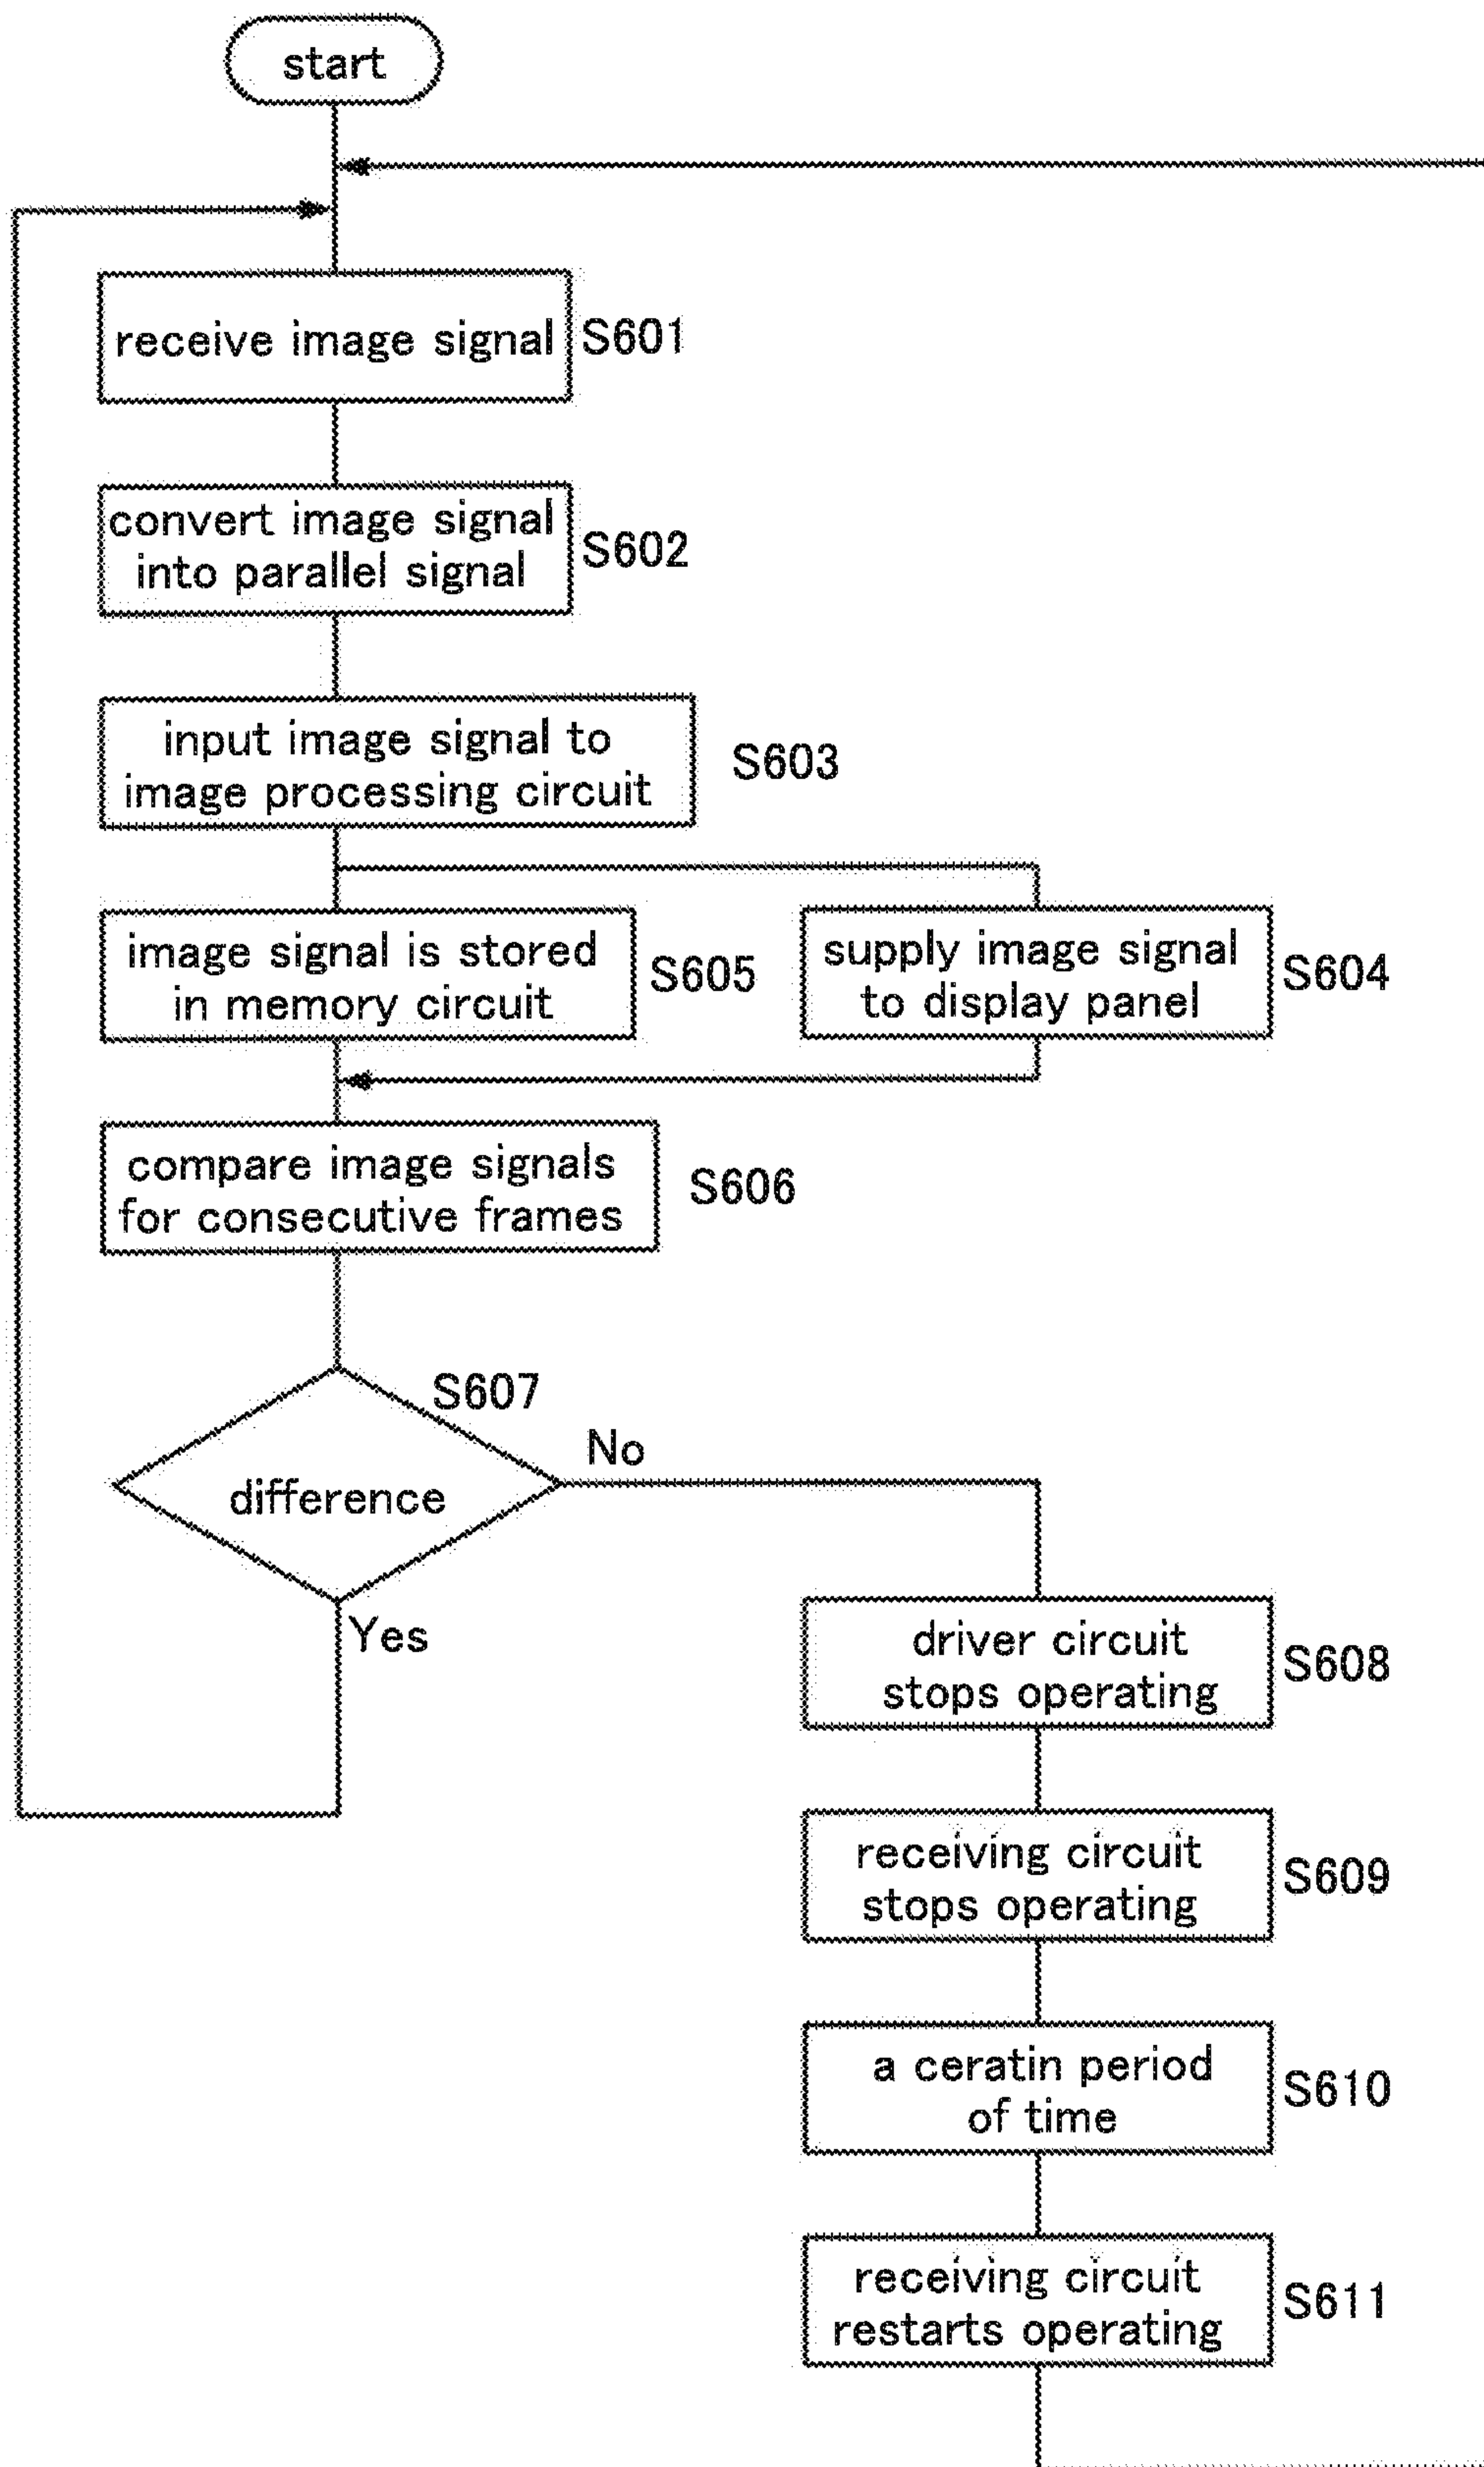 start
receive image signal
S601
convert image signal
into parallel signal
S602
input image signal to
image processing circuit
S603
image signal is stored
in memory circuit
S605
supply image signal
to display panel
S604
compare image signals
for consecutive frames
S606
S607
difference
No
Yes
driver circuit
stops operating
S608
receiving circuit
stops operating
S609
a ceratin period
of time
S610
receiving circuit
restarts operating
S611